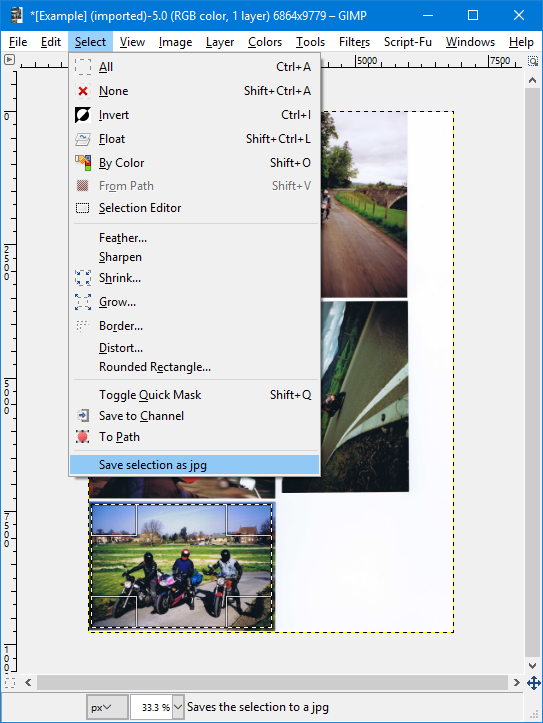 *[Example] (imported)-5.0 (RGB color, 1 layer) 6864x9779 – GIMP
File Edit Select View Image Layer Colors Tools Filters Script-Fu Windows Help
5000 7500
All Ctrl+A
None Shift+Ctrl+A
Invert Ctrl+I
Float Shift+Ctrl+L
By Color Shift+O
From Path Shift+V
Selection Editor
Feather...
Sharpen
Shrink...
Grow...
Border...
Distort...
Rounded Rectangle...
Toggle Quick Mask Shift+Q
Save to Channel
To Path
Save selection as jpg
0
2500
5000
7500
100
px 33.3 % Saves the selection to a jpg